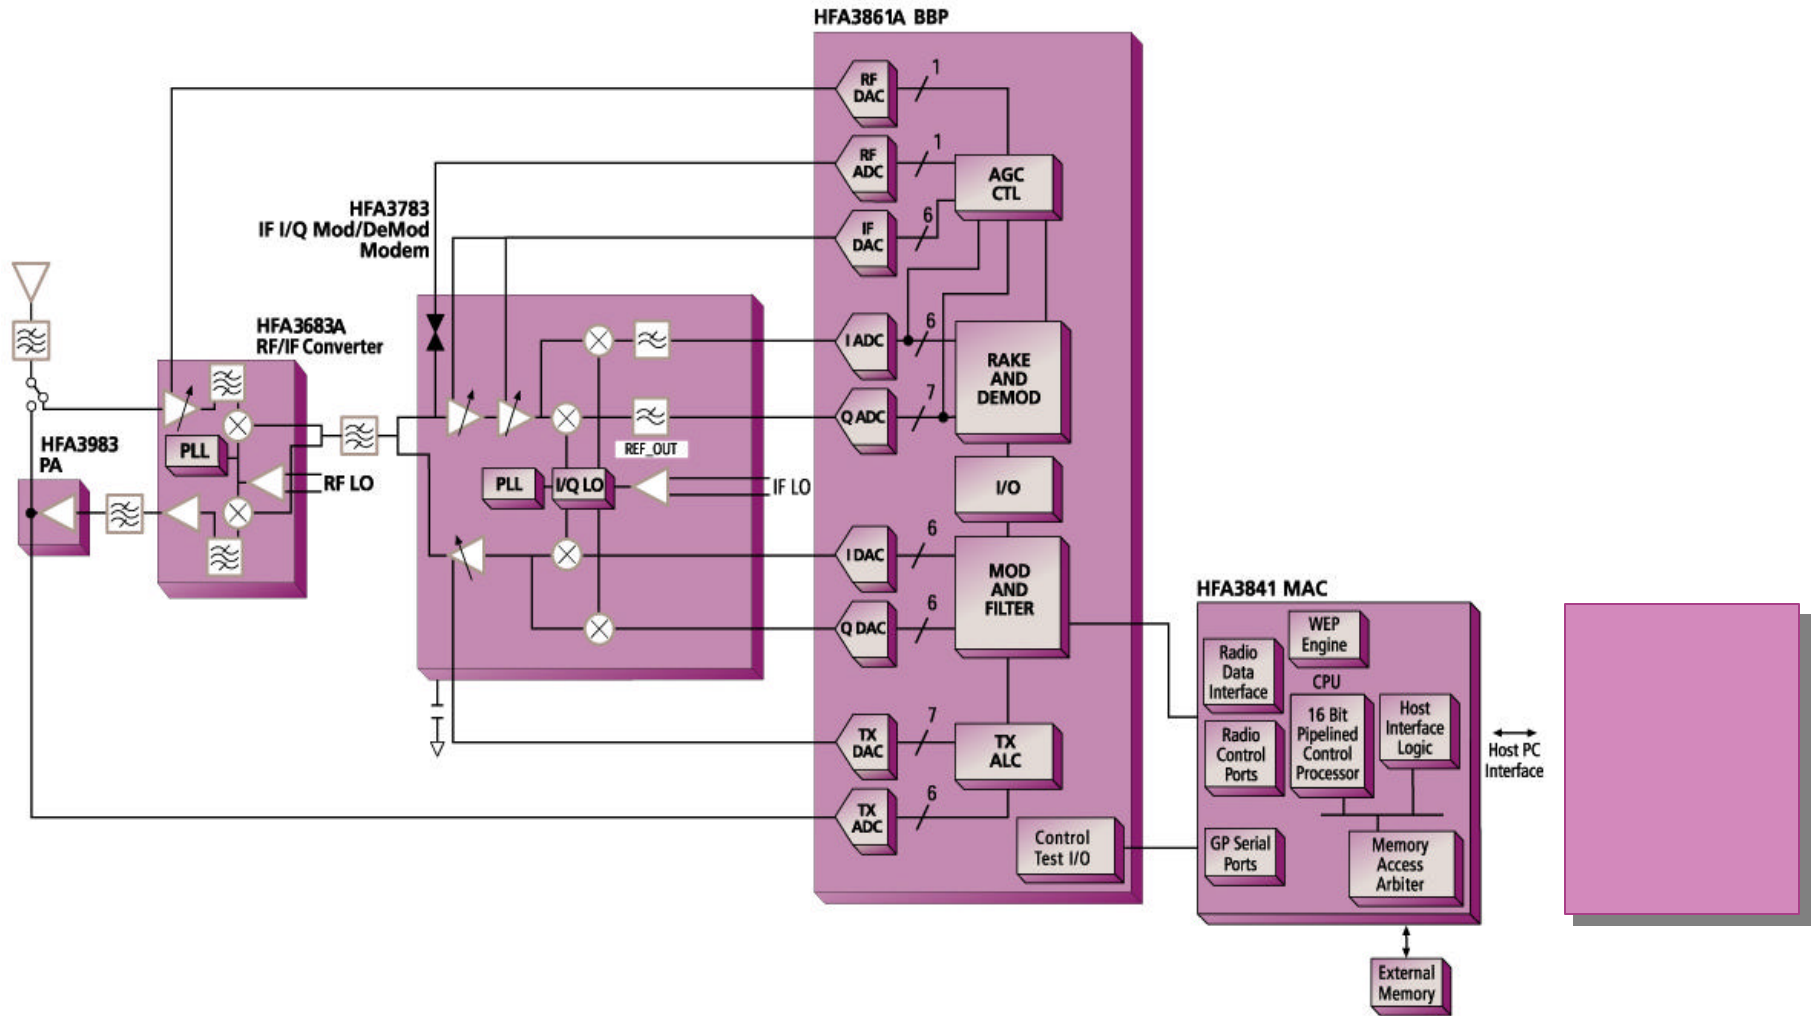 HFA3861A BBP
RF
DAC
1
RF
ADC
1
AGC
CTL
HFA3783
IF I/Q Mod/DeMod
Modem
IF
DAC
6
HFA3683A
RF/IF Converter
I ADC
6
RAKE
AND
DEMOD
Q ADC
7
HFA3983
PA
PLL
REF_OUT
RF LO
PLL
I/Q LO
IF LO
I/O
I DAC
6
MOD
AND
FILTER
Q DAC
6
TX
DAC
7
TX
ALC
TX
ADC
6
Control
Test I/O
HFA3841 MAC
WEP
Engine
Radio
Data
Interface
CPU
16 Bit
Pipelined
Control
Processor
Host
Interface
Logic
Radio
Control
Ports
Host PC
Interface
GP Serial
Ports
Memory
Access
Arbiter
External
Memory